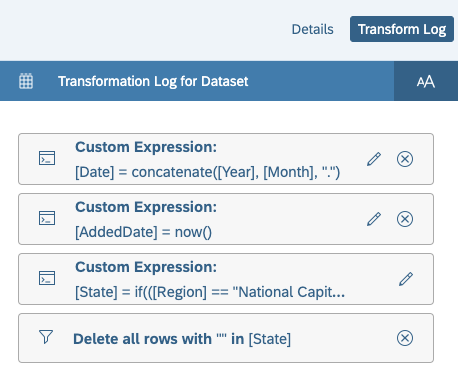 Details
Transform Log
Transformation Log for Dataset
AA
Custom Expression:
[Date] = concatenate([Year], [Month], ".")
Custom Expression:
[AddedDate] = now()
Custom Expression:
[State] = if(([Region] == "National Capit...
Delete all rows with "" in [State]